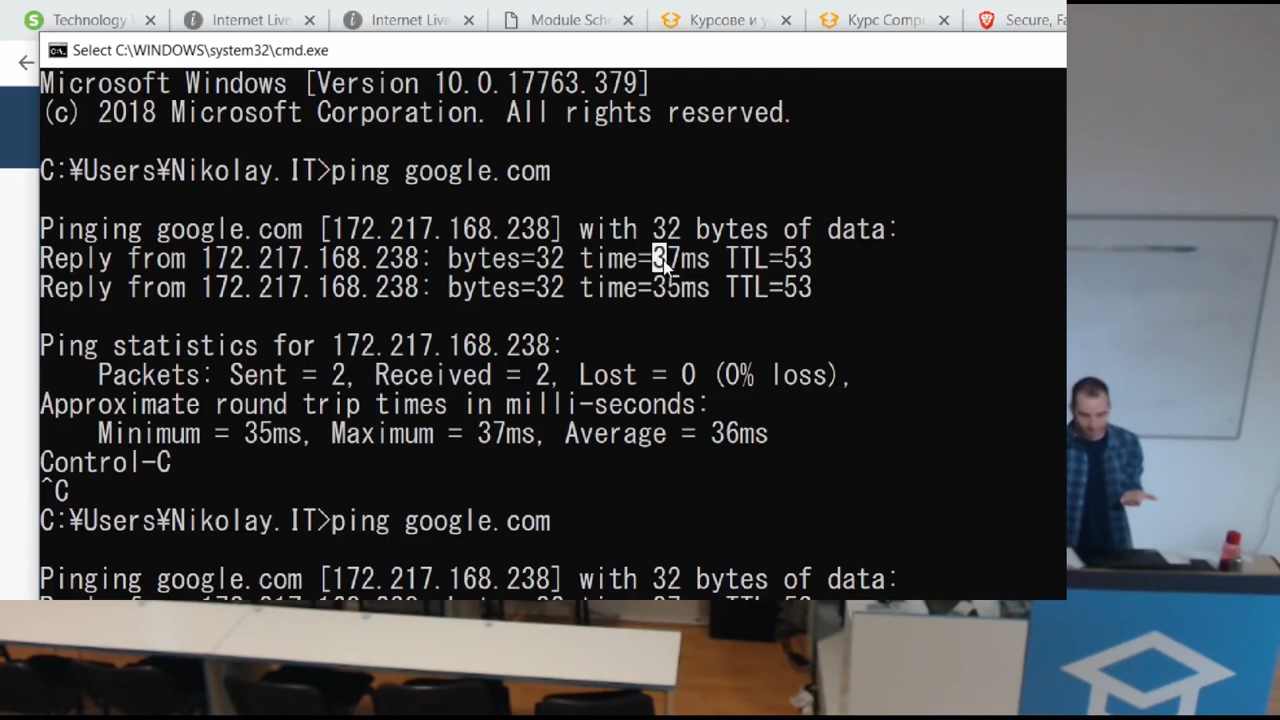 Technology
Internet Live
Internet Live
Module Sch
Курсове и у
Курс Comp
Secure, Fa
Select C:\WINDOWS\system32\cmd.exe
Microsoft Windows [Version 10.0.17763.379]
(c) 2018 Microsoft Corporation. All rights reserved.
C:¥Users¥Nikolay.IT>ping google.com
Pinging google.com [172.217.168.238] with 32 bytes of data:
Reply from 172.217.168.238: bytes=32 time=37ms TTL=53
Reply from 172.217.168.238: bytes=32 time=35ms TTL=53
Ping statistics for 172.217.168.238:
Packets: Sent = 2, Received = 2, Lost = 0 (0% loss),
Approximate round trip times in milli-seconds:
Minimum = 35ms, Maximum = 37ms, Average = 36ms
Control-C
^C
C:¥Users¥Nikolay.IT>ping google.com
Pinging google.com [172.217.168.238] with 32 bytes of data: